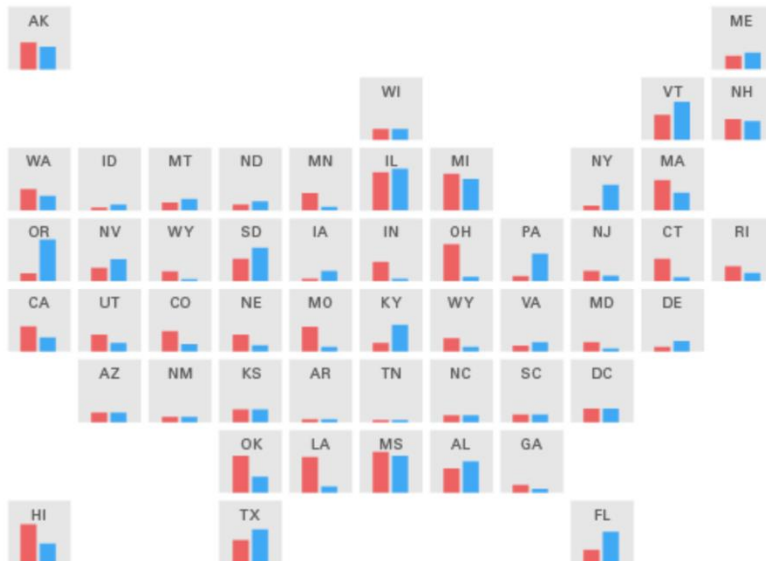 AK ME
WI VT NH
WA ID MT ND MN IL MI NY MA
OR NV WY SD IA IN OH PA NJ CT RI
CA UT CO NE MO KY WY VA MD DE
AZ NM KS AR TN NC SC DC
OK LA MS AL GA
HI TX FL